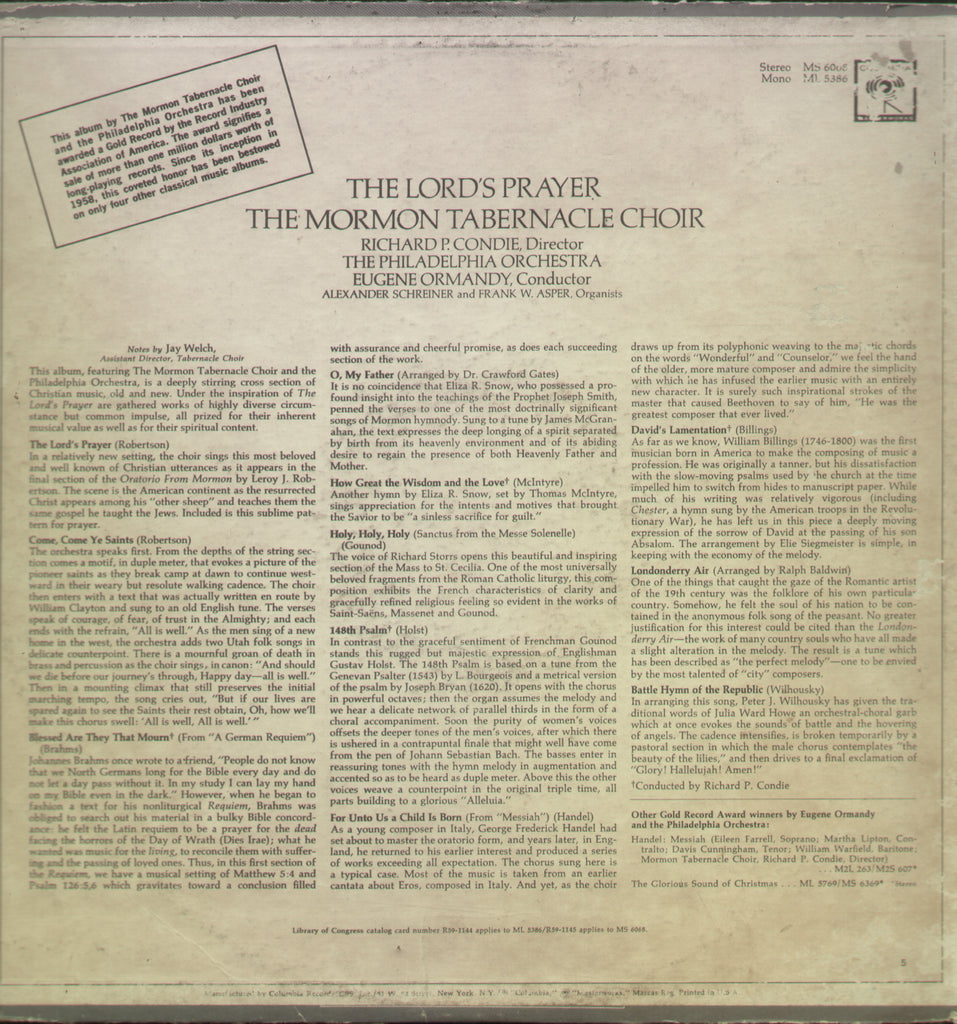 This album by The Mormon Tabernacle Choir
and the Philadelphia Orchestra has been
awarded a Gold Record by the Record Industry
Association of America. The award signifies a
sale of more than one million dollars worth of
long-playing records. Since its inception in
1958, this coveted honor has been bestowed
on only four other classical music albums.
Stereo MS 6068
Mono ML 5386
THE LORD'S PRAYER
THE MORMON TABERNACLE CHOIR
RICHARD P. CONDIE, Director
THE PHILADELPHIA ORCHESTRA
EUGENE ORMANDY, Conductor
ALEXANDER SCHREINER and FRANK W. ASPER, Organists
Notes by Jay Welch,
Assistant Director, Tabernacle Choir
This album, featuring The Mormon Tabernacle Choir and the
Philadelphia Orchestra, is a deeply stirring cross section of
Christian music, old and new. Under the inspiration of The
Lord's Prayer are gathered works of highly diverse circum-
stance but common impulse, all prized for their inherent
musical value as well as for their spiritual content.
The Lord's Prayer (Robertson)
In a relatively new setting, the choir sings this most beloved
and well known of Christian utterances as it appears in the
final section of the Oratorio From Mormon by Leroy J. Rob-
ertson. The scene is the American continent as the resurrected
Christ appears among his "other sheep" and teaches them the
same gospel he taught the Jews. Included is this sublime pat-
tern for prayer.
Come, Come Ye Saints (Robertson)
The orchestra speaks first. From the depths of the string sec-
tion comes a motif, in duple meter, that evokes a picture of the
pioneer saints as they break camp at dawn to continue west-
ward in their weary but resolute walking cadence. The choir
then enters with a text that was actually written en route by
William Clayton and sung to an old English tune. The verses
speak of courage, of fear, of trust in the Almighty; and each
ends with the refrain, "All is well." As the men sing of a new
home in the west, the orchestra adds two Utah folk songs in
delicate counterpoint. There is a mournful groan of death in
brass and percussion as the choir sings, in canon: "And should
we die before our journey's through, Happy day—all is well."
Then in a mounting climax that still preserves the initial
marching tempo, the song cries out, "But if our lives are
spared again to see the Saints their rest obtain, Oh, how we'll
make this chorus swell: 'All is well, All is well.' "
Blessed Are They That Mourn† (From "A German Requiem")
(Brahms)
Johannes Brahms once wrote to a friend, "People do not know
that we North Germans long for the Bible every day and do
not let a day pass without it. In my study I can lay my hand
on my Bible even in the dark." However, when he began to
fashion a text for his nonliturgical Requiem, Brahms was
obliged to search out his material in a bulky Bible concord-
ance: he felt the Latin requiem to be a prayer for the dead
facing the horrors of the Day of Wrath (Dies Irae); what he
wanted was music for the living, to reconcile them with suffer-
ing and the passing of loved ones. Thus, in this first section of
the Requiem, we have a musical setting of Matthew 5:4 and
Psalm 126:5,6 which gravitates toward a conclusion filled
with assurance and cheerful promise, as does each succeeding
section of the work.
O, My Father (Arranged by Dr. Crawford Gates)
It is no coincidence that Eliza R. Snow, who possessed a pro-
found insight into the teachings of the Prophet Joseph Smith,
penned the verses to one of the most doctrinally significant
songs of Mormon hymnody. Sung to a tune by James McGran-
ahan, the text expresses the deep longing of a spirit separated
by birth from its heavenly environment and of its abiding
desire to regain the presence of both Heavenly Father and
Mother.
How Great the Wisdom and the Love† (McIntyre)
Another hymn by Eliza R. Snow, set by Thomas McIntyre,
sings appreciation for the intents and motives that brought
the Savior to be "a sinless sacrifice for guilt."
Holy, Holy, Holy (Sanctus from the Messe Solenelle)
(Gounod)
The voice of Richard Storrs opens this beautiful and inspiring
section of the Mass to St. Cecilia. One of the most universally
beloved fragments from the Roman Catholic liturgy, this com-
position exhibits the French characteristics of clarity and
gracefully refined religious feeling so evident in the works of
Saint-Saëns, Massenet and Gounod.
148th Psalm† (Holst)
In contrast to the graceful sentiment of Frenchman Gounod
stands this rugged but majestic expression of Englishman
Gustav Holst. The 148th Psalm is based on a tune from the
Genevan Psalter (1543) by L. Bourgeois and a metrical version
of the psalm by Joseph Bryan (1620). It opens with the chorus
in powerful octaves; then the organ assumes the melody and
we hear a delicate network of parallel thirds in the form of a
choral accompaniment. Soon the purity of women's voices
offsets the deeper tones of the men's voices, after which there
is ushered in a contrapuntal finale that might well have come
from the pen of Johann Sebastian Bach. The basses enter in
reassuring tones with the hymn melody in augmentation and
accented so as to be heard as duple meter. Above this the other
voices weave a counterpoint in the original triple time, all
parts building to a glorious "Alleluia."
For Unto Us a Child Is Born (From "Messiah") (Handel)
As a young composer in Italy, George Frederick Handel had
set about to master the oratorio form, and years later, in Eng-
land, he returned to his earlier interest and produced a series
of works exceeding all expectation. The chorus sung here is
a typical case. Most of the music is taken from an earlier
cantata about Eros, composed in Italy. And yet, as the choir
draws up from its polyphonic weaving to the majestic chords
on the words "Wonderful" and "Counselor," we feel the hand
of the older, more mature composer and admire the simplicity
with which he has infused the earlier music with an entirely
new character. It is surely such inspirational strokes of the
master that caused Beethoven to say of him, "He was the
greatest composer that ever lived."
David's Lamentation† (Billings)
As far as we know, William Billings (1746-1800) was the first
musician born in America to make the composing of music a
profession. He was originally a tanner, but his dissatisfaction
with the slow-moving psalms used by the church at the time
impelled him to switch from hides to manuscript paper. While
much of his writing was relatively vigorous (including
Chester, a hymn sung by the American troops in the Revolu-
tionary War), he has left us in this piece a deeply moving
expression of the sorrow of David at the passing of his son
Absalom. The arrangement by Elie Siegmeister is simple, in
keeping with the economy of the melody.
Londonderry Air (Arranged by Ralph Baldwin)
One of the things that caught the gaze of the Romantic artist
of the 19th century was the folklore of his own particular
country. Somehow, he felt the soul of his nation to be con-
tained in the anonymous folk song of the peasant. No greater
justification for this interest could be cited than the London-
derry Air—the work of many country souls who have all made
a slight alteration in the melody. The result is a tune which
has been described as "the perfect melody"—one to be envied
by the most talented of "city" composers.
Battle Hymn of the Republic (Wilhousky)
In arranging this song, Peter J. Wilhousky has given the tra-
ditional words of Julia Ward Howe an orchestral-choral garb
which at once evokes the sounds of battle and the hovering
of angels. The cadence intensifies, is broken temporarily by a
pastoral section in which the male chorus contemplates "the
beauty of the lilies," and then drives to a final exclamation of
"Glory! Hallelujah! Amen!"
†Conducted by Richard P. Condie
Other Gold Record Award winners by Eugene Ormandy
and the Philadelphia Orchestra:
Handel: Messiah (Eileen Farrell, Soprano; Martha Lipton, Con-
tralto; Davis Cunningham, Tenor; William Warfield, Baritone;
Mormon Tabernacle Choir, Richard P. Condie, Director)
. . . M2L 263/M2S 607*
The Glorious Sound of Christmas . . . ML 5769/MS 6369* *Stereo
Library of Congress catalog card number R59-1144 applies to ML 5386/R59-1145 applies to MS 6068.
5
Manufactured by Columbia Records/CBS, New York, N.Y. "Columbia," "Masterworks," Marcas Reg. Printed in U.S.A.